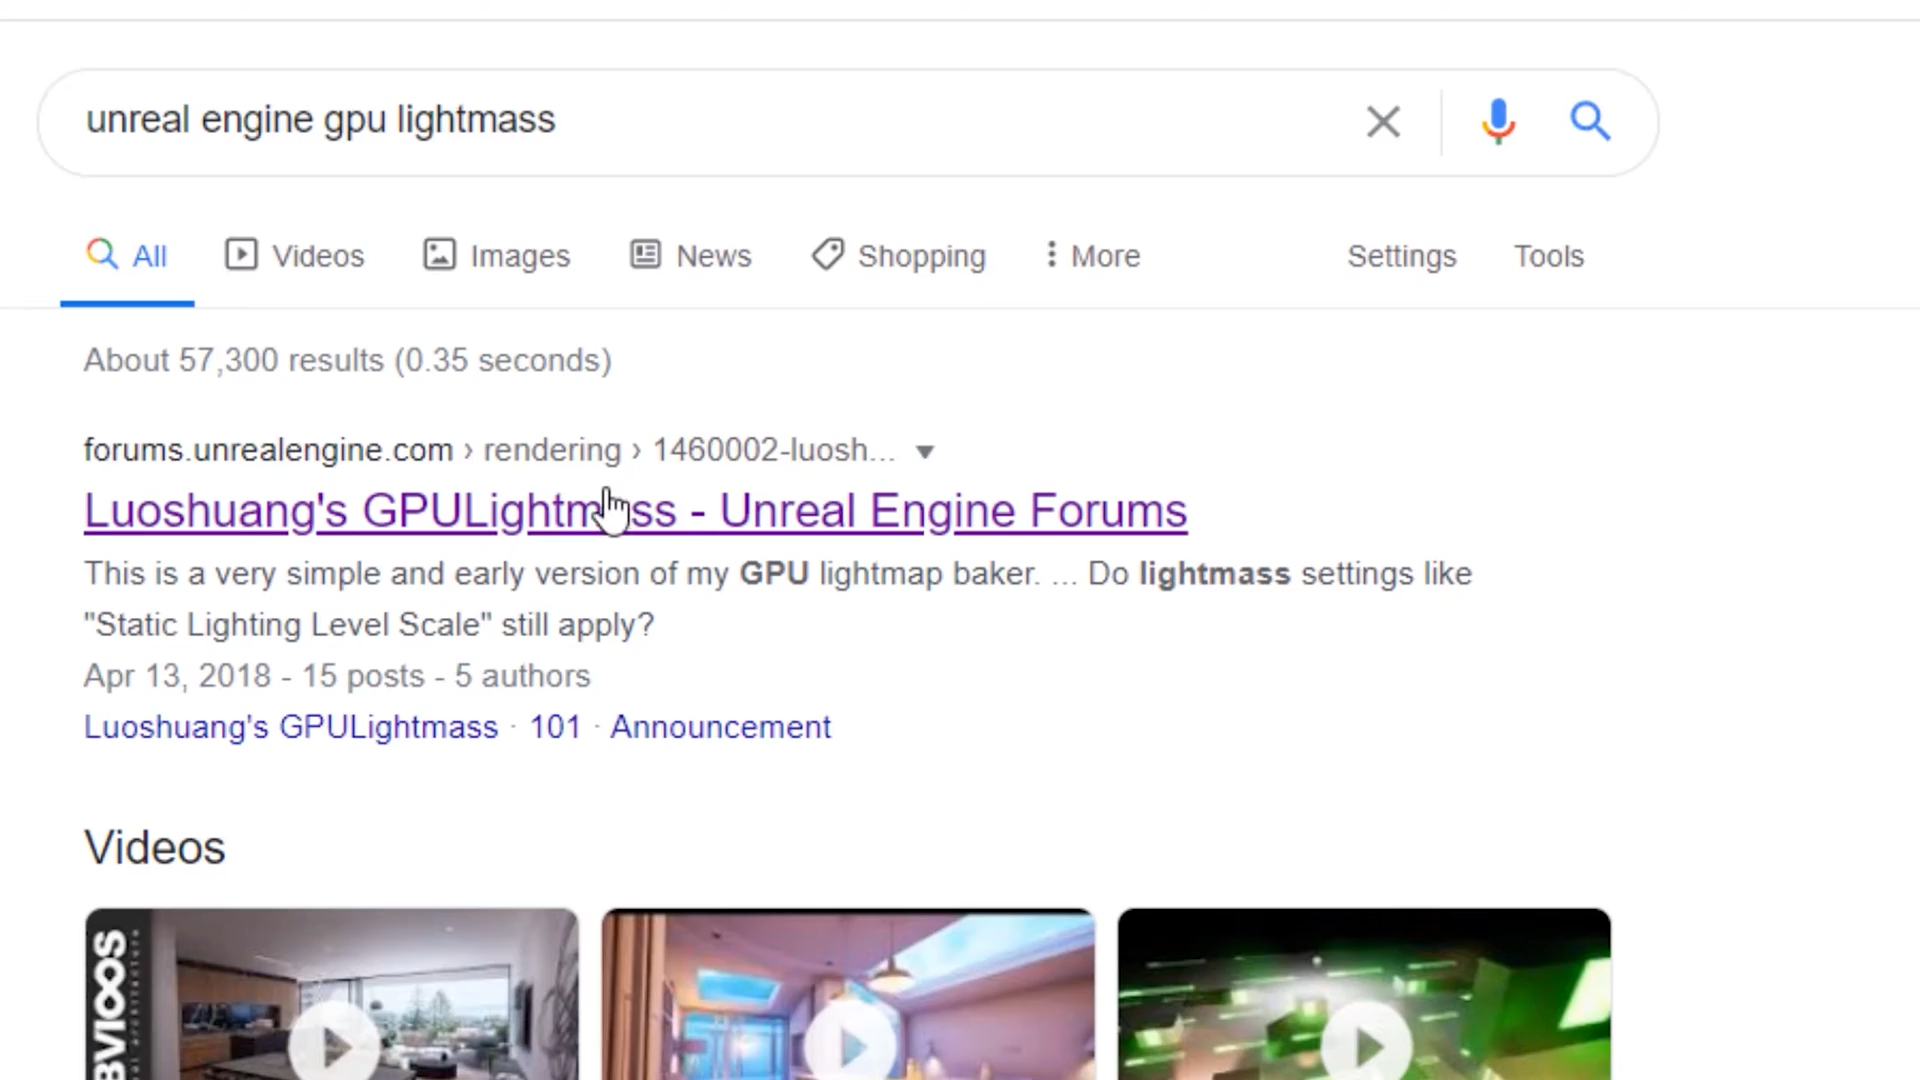 unreal engine gpu lightmass
All Videos Images News Shopping More Settings Tools
About 57,300 results (0.35 seconds)
forums.unrealengine.com › rendering › 1460002-luosh...
Luoshuang's GPULightmass - Unreal Engine Forums
This is a very simple and early version of my GPU lightmap baker. ... Do lightmass settings like
"Static Lighting Level Scale" still apply?
Apr 13, 2018 - 15 posts - 5 authors
Luoshuang's GPULightmass · 101 · Announcement
Videos